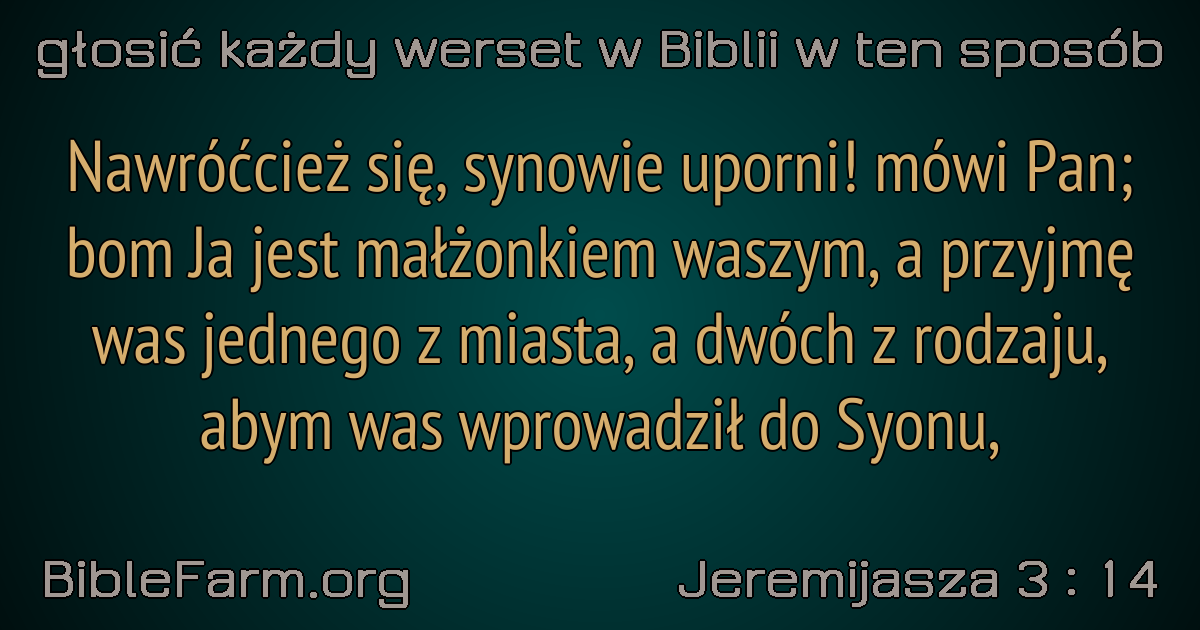 głosić każdy werset w Biblii w ten sposób
Nawróćcież się, synowie uporni! mówi Pan;
bom Ja jest małżonkiem waszym, a przyjmę
was jednego z miasta, a dwóch z rodzaju,
abym was wprowadził do Syonu,
BibleFarm.org
Jeremijasza 3 : 14